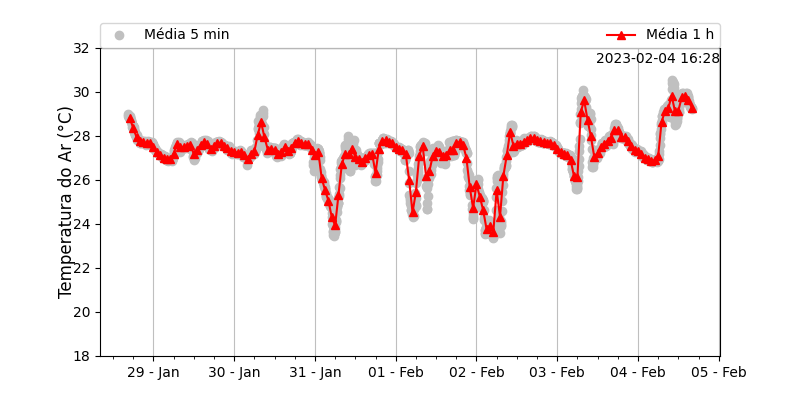 Média 5 min
Média 1 h
2023-02-04 16:28
Temperatura do Ar (°C)
32
30
28
26
24
22
20
18
29 - Jan
30 - Jan
31 - Jan
01 - Feb
02 - Feb
03 - Feb
04 - Feb
05 - Feb